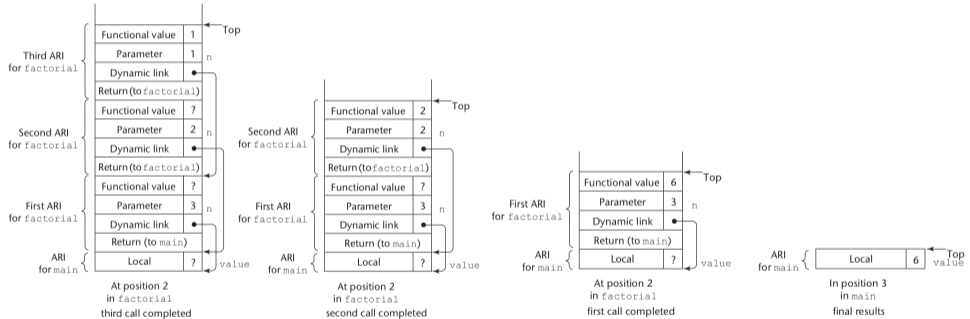 Functional value 1
Top
Third ARI
for factorial
Parameter 1 n
Dynamic link
Return (to factorial)
Second ARI
for factorial
Functional value ?
Parameter 2 n
Dynamic link
Return (to factorial)
First ARI
for factorial
Functional value ?
Parameter 3 n
Dynamic link
Return (to main)
ARI
for main
Local ?
value
At position 2
in factorial
third call completed
Top
Second ARI
for factorial
Functional value 2
Parameter 2 n
Dynamic link
Return (to factorial)
First ARI
for factorial
Functional value ?
Parameter 3 n
Dynamic link
Return (to main)
ARI
for main
Local ?
value
At position 2
in factorial
second call completed
Top
First ARI
for factorial
Functional value 6
Parameter 3 n
Dynamic link
Return (to main)
ARI
for main
Local ?
value
At position 2
in factorial
first call completed
ARI
for main
Local 6
Top
value
In position 3
in main
final results